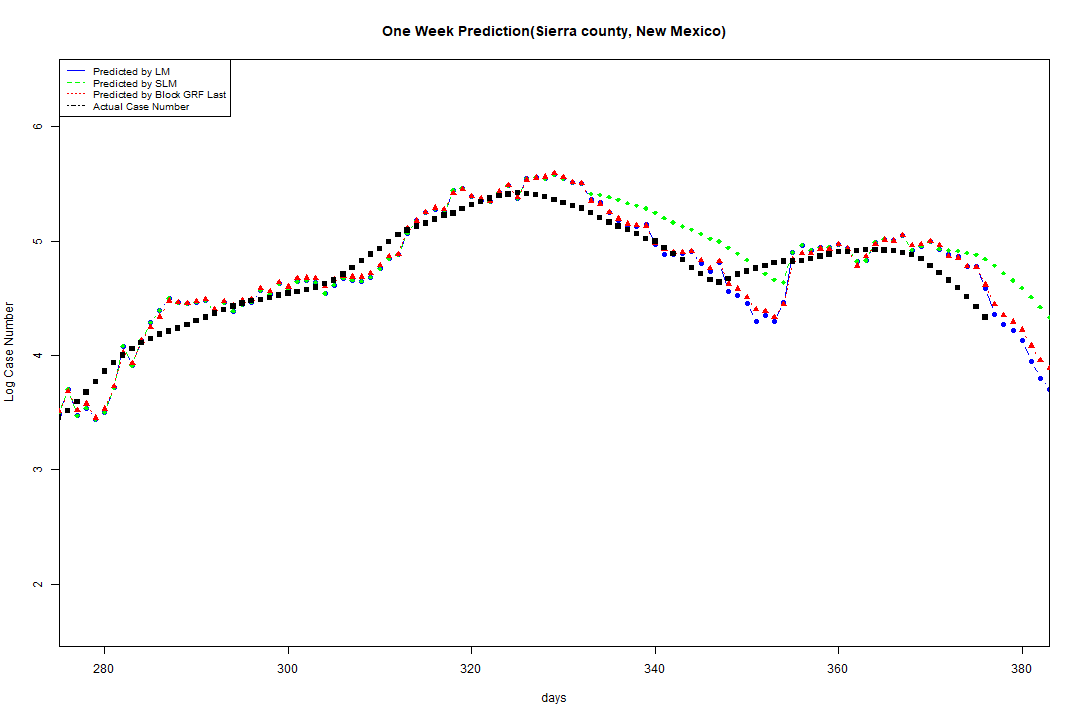 One Week Prediction(Sierra county, New Mexico)
Predicted by LM
Predicted by SLM
Predicted by Block GRF Last
Actual Case Number
6
5
4
3
2
Log Case Number
280 300 320 340 360 380
days